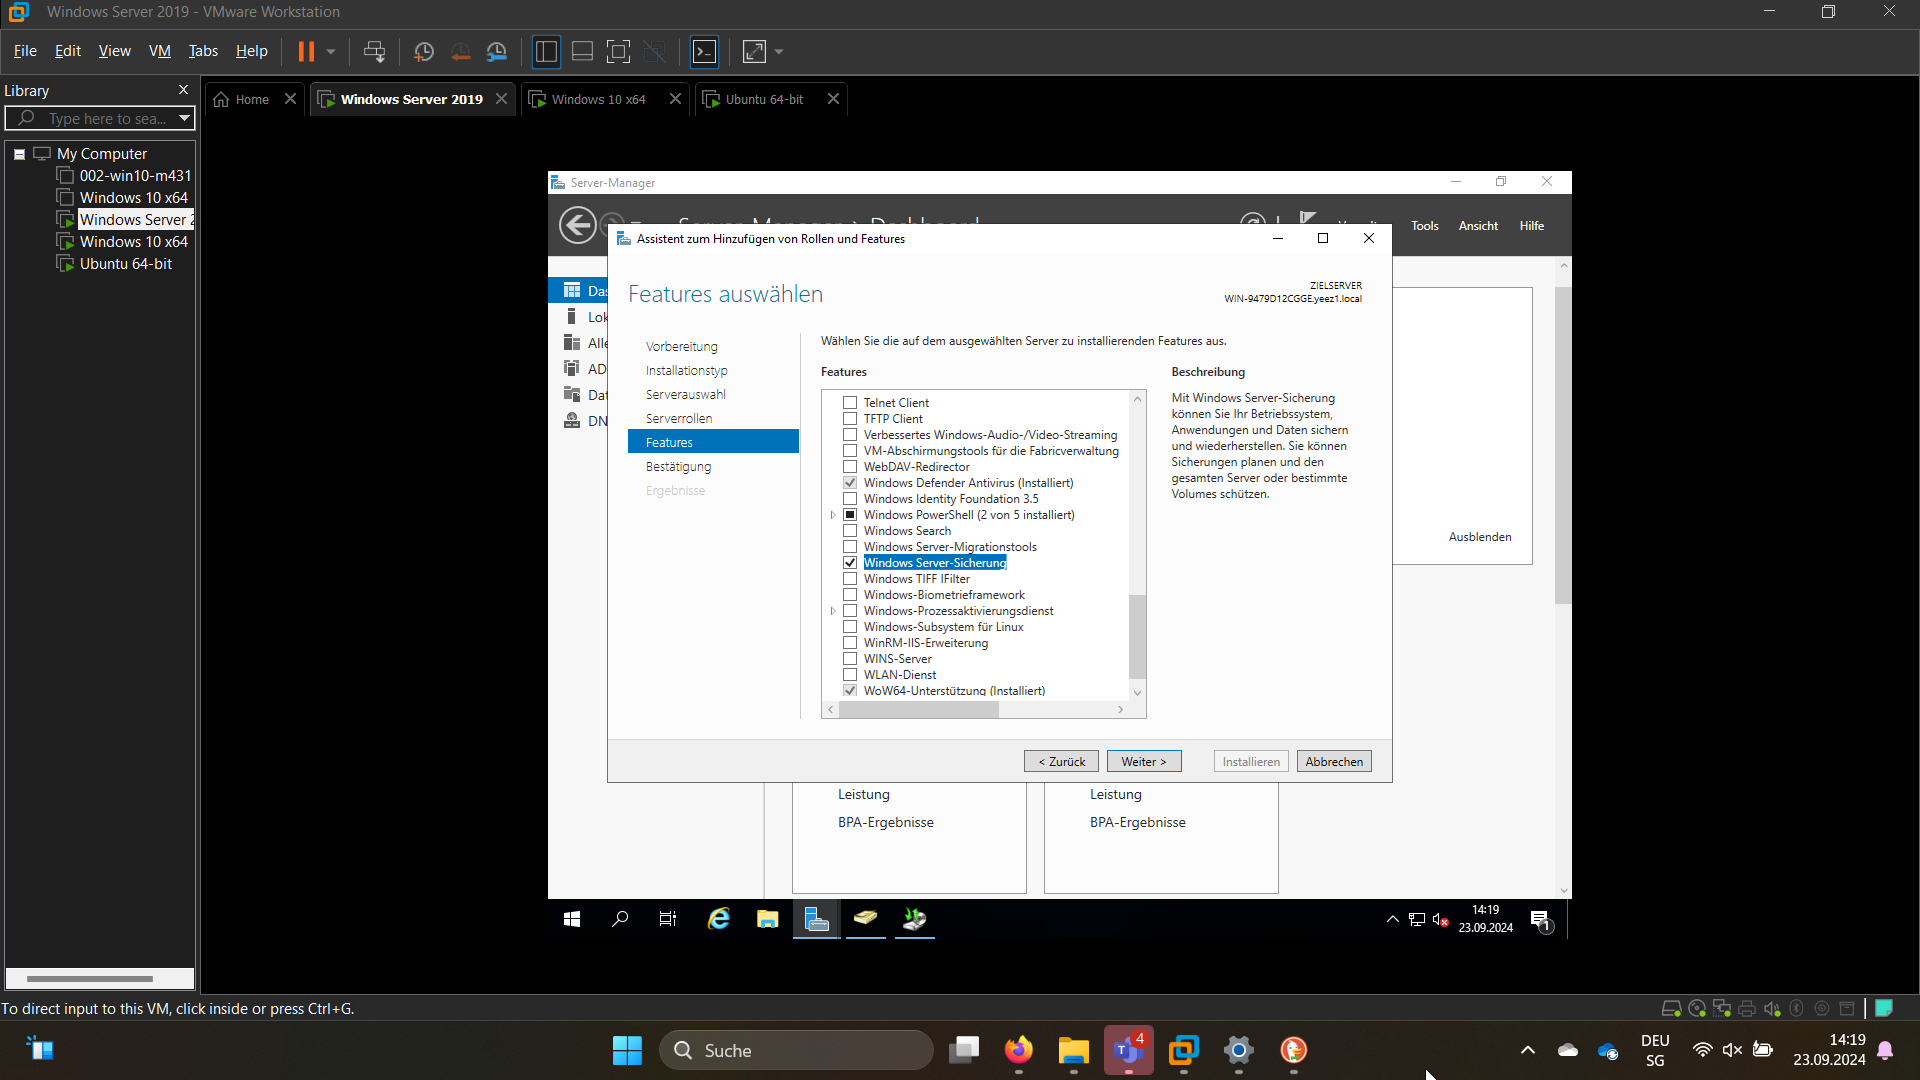 Windows Server 2019 - VMware Workstation
File Edit View VM Tabs Help
Library
Home
Windows Server 2019
Windows 10 x64
Ubuntu 64-bit
Type here to sea...
My Computer
002-win10-m431
Windows 10 x64
Windows Server 2
Windows 10 x64
Ubuntu 64-bit
Server-Manager
Tools Ansicht Hilfe
Assistent zum Hinzufügen von Rollen und Features
Features auswählen
ZIELSERVER
WIN-9479D12CGGE.yeez1.local
Das
Lok
Alle
AD
Dat
DN
Vorbereitung
Installationstyp
Serverauswahl
Serverrollen
Features
Bestätigung
Ergebnisse
Wählen Sie die auf dem ausgewählten Server zu installierenden Features aus.
Features
Telnet Client
TFTP Client
Verbessertes Windows-Audio-/Video-Streaming
VM-Abschirmungstools für die Fabricverwaltung
WebDAV-Redirector
Windows Defender Antivirus (Installiert)
Windows Identity Foundation 3.5
Windows PowerShell (2 von 5 installiert)
Windows Search
Windows Server-Migrationstools
Windows Server-Sicherung
Windows TIFF IFilter
Windows-Biometrieframework
Windows-Prozessaktivierungsdienst
Windows-Subsystem für Linux
WinRM-IIS-Erweiterung
WINS-Server
WLAN-Dienst
WoW64-Unterstützung (Installiert)
Beschreibung
Mit Windows Server-Sicherung
können Sie Ihr Betriebssystem,
Anwendungen und Daten sichern
und wiederherstellen. Sie können
Sicherungen planen und den
gesamten Server oder bestimmte
Volumes schützen.
Ausblenden
< Zurück
Weiter >
Installieren
Abbrechen
Leistung
BPA-Ergebnisse
Leistung
BPA-Ergebnisse
14:19
23.09.2024
1
To direct input to this VM, click inside or press Ctrl+G.
Suche
4
DEU
SG
14:19
23.09.2024